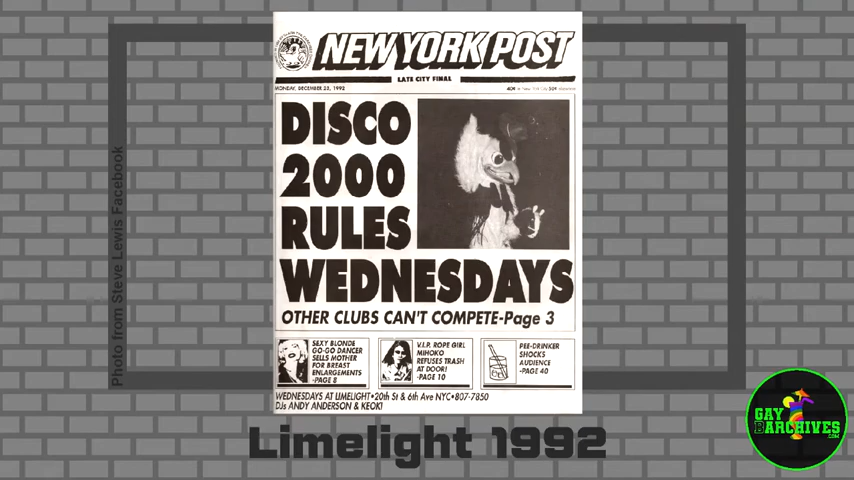 NEW YORK POST
LATE CITY FINAL
MONDAY, DECEMBER 23, 1992
DISCO
2000
RULES
WEDNESDAYS
OTHER CLUBS CAN'T COMPETE-Page 3
SEXY BLONDE
GO-GO DANCER
SELLS MOTHER
FOR BREAST
ENLARGEMENTS
-PAGE 8
V.I.P. ROPE GIRL
MIHOKO
REFUSES TRASH
AT DOOR!
-PAGE 10
PEE-DRINKER
SHOCKS
AUDIENCE
-PAGE 40
WEDNESDAYS AT LIMELIGHT•20th St & 6th Ave NYC•807-7850
DJs ANDY ANDERSON & KEOKI
Photo from Steve Lewis Facebook
Limelight 1992
GAY
BARCHIVES
.COM